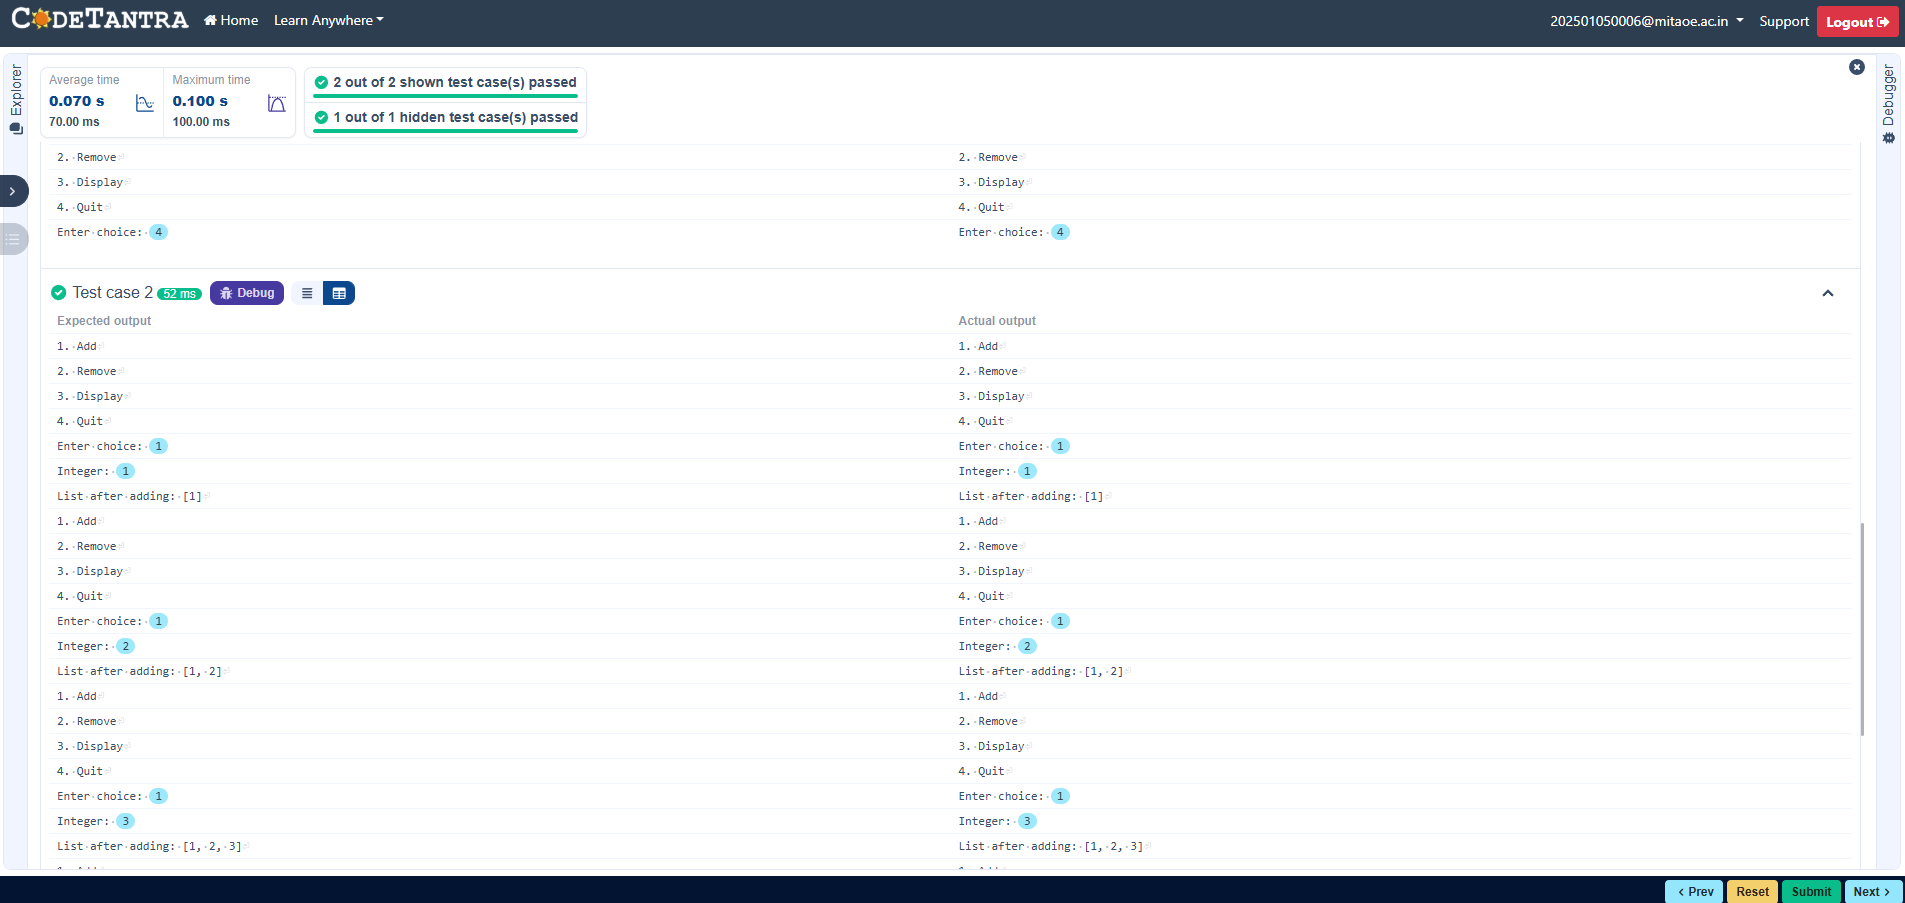 CODETANTRA Home Learn Anywhere 202501050006@mitaoe.ac.in Support Logout
Explorer
Debugger
Average time Maximum time
0.070 s 0.100 s
70.00 ms 100.00 ms
2 out of 2 shown test case(s) passed
1 out of 1 hidden test case(s) passed
2.·Remove 2.·Remove
3.·Display 3.·Display
4.·Quit 4.·Quit
Enter·choice:·4 Enter·choice:·4
Test case 2 52 ms Debug
Expected output Actual output
1.·Add 1.·Add
2.·Remove 2.·Remove
3.·Display 3.·Display
4.·Quit 4.·Quit
Enter·choice:·1 Enter·choice:·1
Integer:·1 Integer:·1
List·after·adding:·[1] List·after·adding:·[1]
1.·Add 1.·Add
2.·Remove 2.·Remove
3.·Display 3.·Display
4.·Quit 4.·Quit
Enter·choice:·1 Enter·choice:·1
Integer:·2 Integer:·2
List·after·adding:·[1,·2] List·after·adding:·[1,·2]
1.·Add 1.·Add
2.·Remove 2.·Remove
3.·Display 3.·Display
4.·Quit 4.·Quit
Enter·choice:·1 Enter·choice:·1
Integer:·3 Integer:·3
List·after·adding:·[1,·2,·3] List·after·adding:·[1,·2,·3]
Prev Reset Submit Next